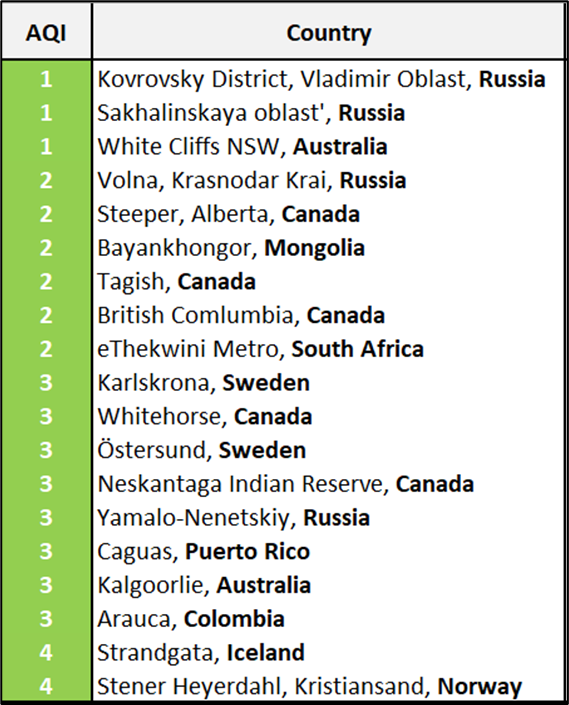 AQI Country
1 Kovrovsky District, Vladimir Oblast, Russia
1 Sakhalinskaya oblast', Russia
1 White Cliffs NSW, Australia
2 Volna, Krasnodar Krai, Russia
2 Steeper, Alberta, Canada
2 Bayankhongor, Mongolia
2 Tagish, Canada
2 British Comlumbia, Canada
2 eThekwini Metro, South Africa
3 Karlskrona, Sweden
3 Whitehorse, Canada
3 Östersund, Sweden
3 Neskantaga Indian Reserve, Canada
3 Yamalo-Nenetskiy, Russia
3 Caguas, Puerto Rico
3 Kalgoorlie, Australia
3 Arauca, Colombia
4 Strandgata, Iceland
4 Stener Heyerdahl, Kristiansand, Norway